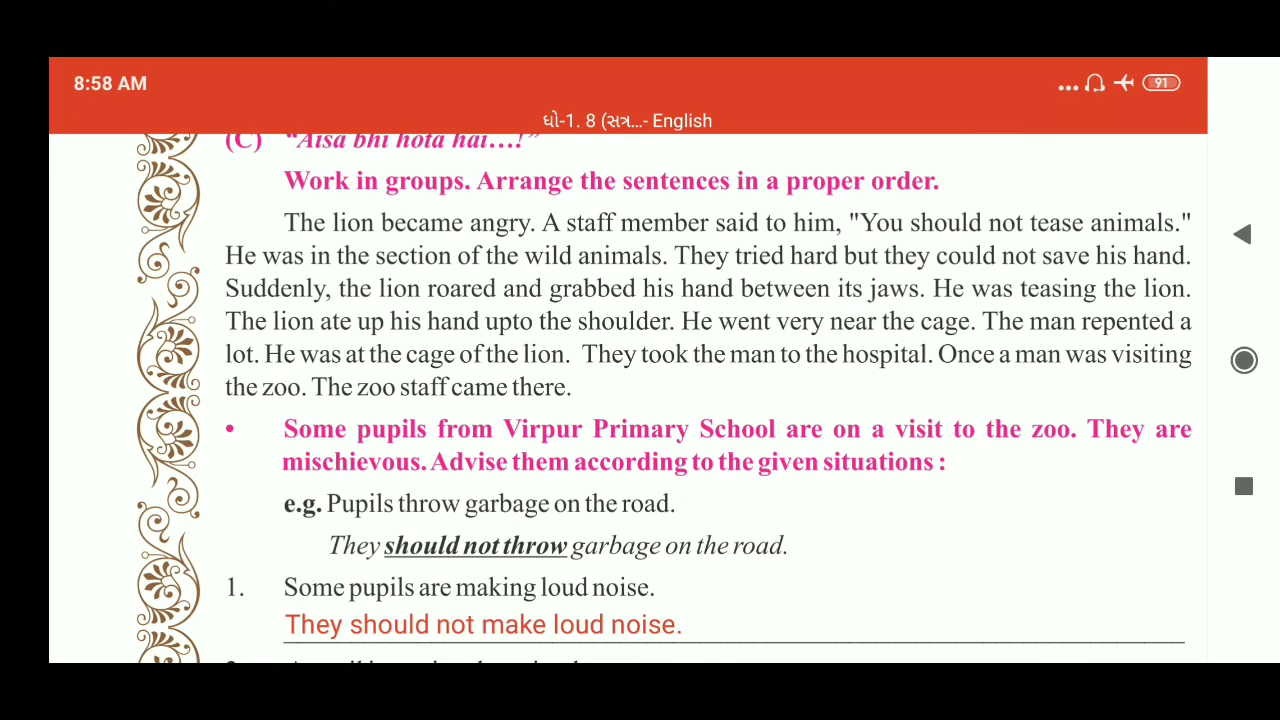 8:58 AM
91
ધો-1. 8 (સત્ર...- English
(C) "Aisa bhi hota hai...!"
Work in groups. Arrange the sentences in a proper order.
The lion became angry. A staff member said to him, "You should not tease animals."
He was in the section of the wild animals. They tried hard but they could not save his hand.
Suddenly, the lion roared and grabbed his hand between its jaws. He was teasing the lion.
The lion ate up his hand upto the shoulder. He went very near the cage. The man repented a
lot. He was at the cage of the lion. They took the man to the hospital. Once a man was visiting
the zoo. The zoo staff came there.
• Some pupils from Virpur Primary School are on a visit to the zoo. They are
mischievous. Advise them according to the given situations :
e.g. Pupils throw garbage on the road.
They should not throw garbage on the road.
1. Some pupils are making loud noise.
They should not make loud noise.